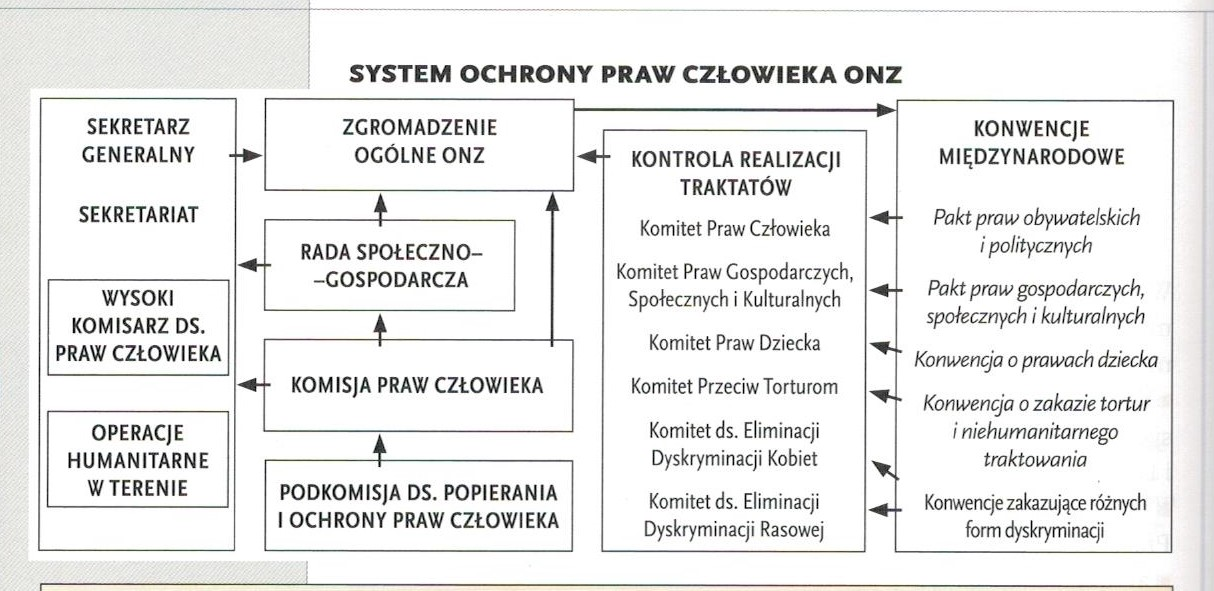 SYSTEM OCHRONY PRAW CZŁOWIEKA ONZ
SEKRETARZ
GENERALNY
SEKRETARIAT
WYSOKI
KOMISARZ DS.
PRAW CZŁOWIEKA
OPERACJE
HUMANITARNE
W TERENIE
ZGROMADZENIE
OGÓLNE ONZ
RADA SPOŁECZNO–
–GOSPODARCZA
KOMISJA PRAW CZŁOWIEKA
PODKOMISJA DS. POPIERANIA
I OCHRONY PRAW CZŁOWIEKA
KONTROLA REALIZACJI
TRAKTATÓW
Komitet Praw Człowieka
Komitet Praw Gospodarczych,
Społecznych i Kulturalnych
Komitet Praw Dziecka
Komitet Przeciw Torturom
Komitet ds. Eliminacji
Dyskryminacji Kobiet
Komitet ds. Eliminacji
Dyskryminacji Rasowej
KONWENCJE
MIĘDZYNARODOWE
Pakt praw obywatelskich
i politycznych
Pakt praw gospodarczych,
społecznych i kulturalnych
Konwencja o prawach dziecka
Konwencja o zakazie tortur
i niehumanitarnego
traktowania
Konwencje zakazujące różnych
form dyskryminacji